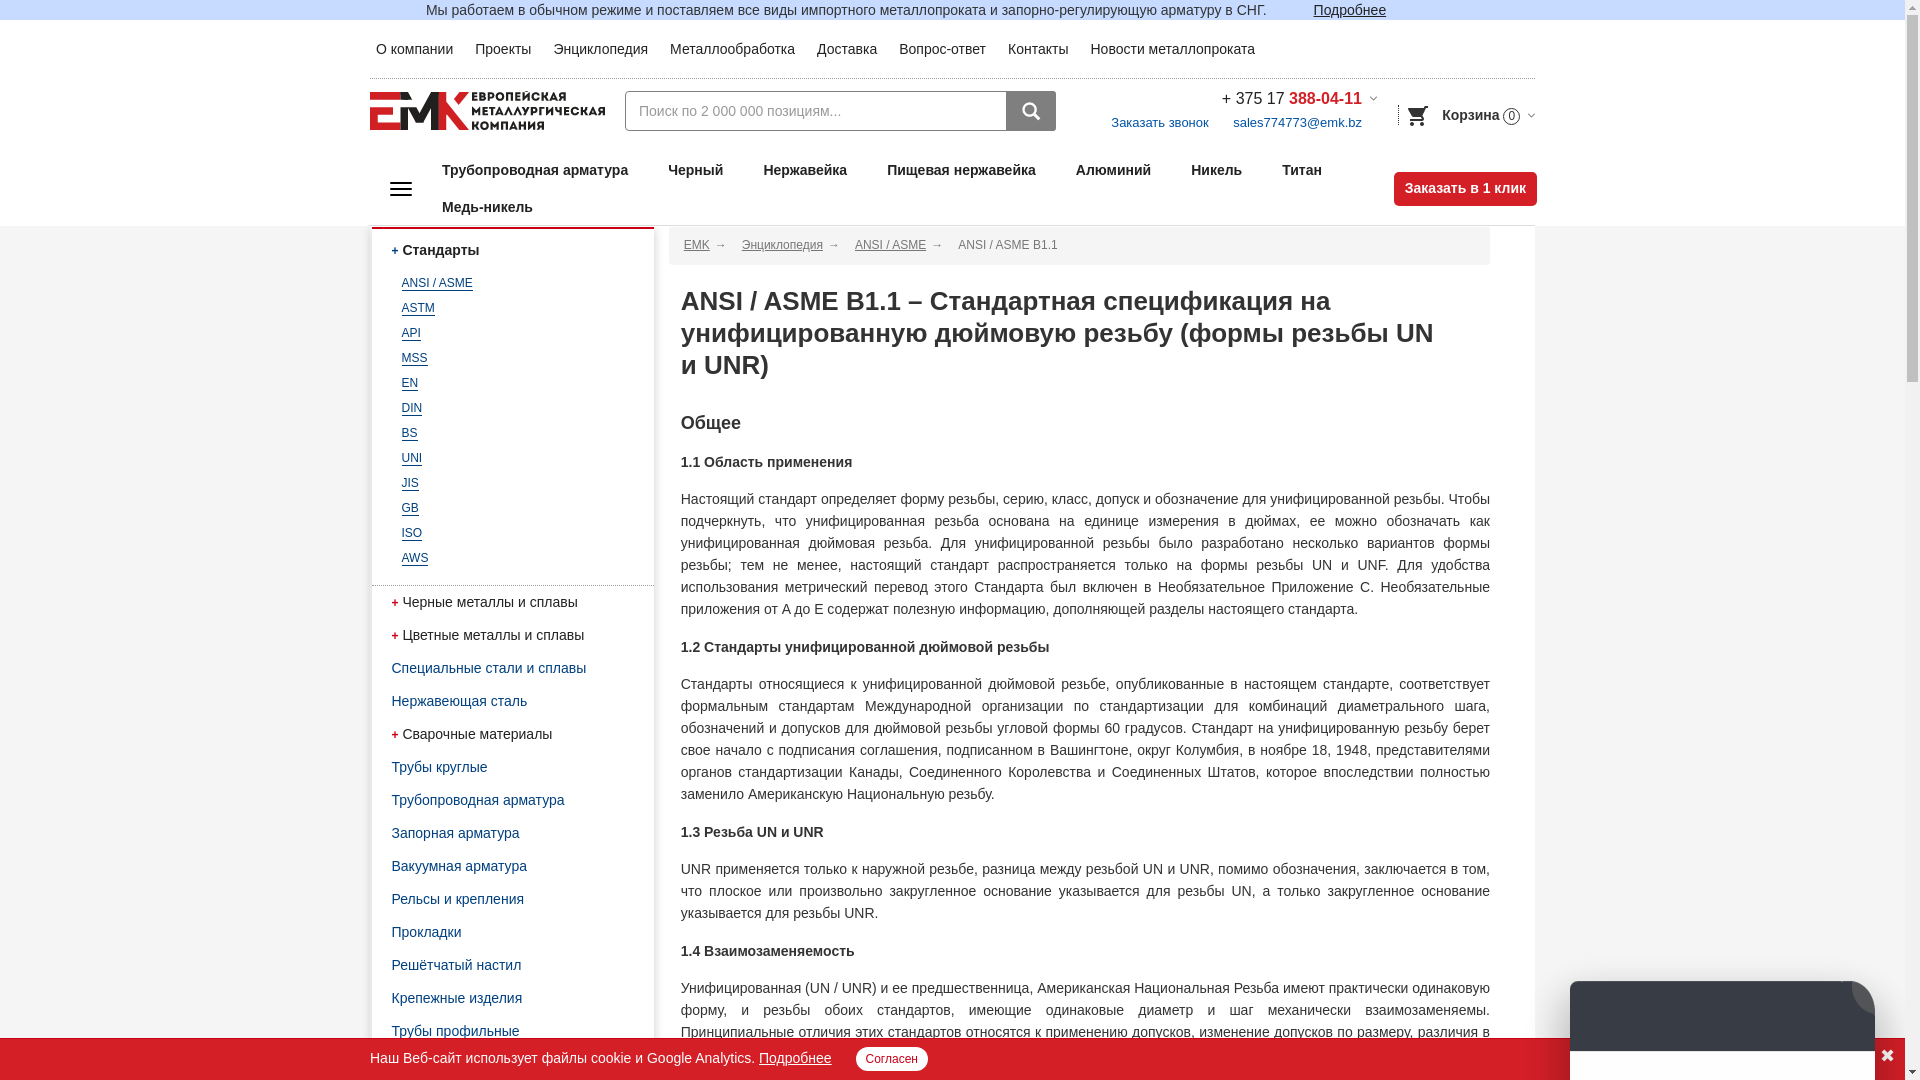 Мы работаем в обычном режиме и поставляем все виды импортного металлопроката и запорно-регулирующую арматуру в СНГ. Подробнее
О компании Проекты Энциклопедия Металлообработка Доставка Вопрос-ответ Контакты Новости металлопроката
ЕМК ЕВРОПЕЙСКАЯ
МЕТАЛЛУРГИЧЕСКАЯ
КОМПАНИЯ
Поиск по 2 000 000 позициям...
+ 375 17 388-04-11
Заказать звонок sales774773@emk.bz
Корзина 0
Трубопроводная арматура Черный Нержавейка Пищевая нержавейка Алюминий Никель Титан
Медь-никель
Заказать в 1 клик
+ Стандарты
ANSI / ASME
ASTM
API
MSS
EN
DIN
BS
UNI
JIS
GB
ISO
AWS
+ Черные металлы и сплавы
+ Цветные металлы и сплавы
Специальные стали и сплавы
Нержавеющая сталь
+ Сварочные материалы
Трубы круглые
Трубопроводная арматура
Запорная арматура
Вакуумная арматура
Рельсы и крепления
Прокладки
Решётчатый настил
Крепежные изделия
Трубы профильные
EMK → Энциклопедия → ANSI / ASME → ANSI / ASME B1.1
ANSI / ASME B1.1 – Стандартная спецификация на
унифицированную дюймовую резьбу (формы резьбы UN
и UNR)
Общее
1.1 Область применения
Настоящий стандарт определяет форму резьбы, серию, класс, допуск и обозначение для унифицированной резьбы. Чтобы
подчеркнуть, что унифицированная резьба основана на единице измерения в дюймах, ее можно обозначать как
унифицированная дюймовая резьба. Для унифицированной резьбы было разработано несколько вариантов формы
резьбы; тем не менее, настоящий стандарт распространяется только на формы резьбы UN и UNF. Для удобства
использования метрический перевод этого Стандарта был включен в Необязательное Приложение C. Необязательные
приложения от A до E содержат полезную информацию, дополняющей разделы настоящего стандарта.
1.2 Стандарты унифицированной дюймовой резьбы
Стандарты относящиеся к унифицированной дюймовой резьбе, опубликованные в настоящем стандарте, соответствует
формальным стандартам Международной организации по стандартизации для комбинаций диаметрального шага,
обозначений и допусков для дюймовой резьбы угловой формы 60 градусов. Стандарт на унифицированную резьбу берет
свое начало с подписания соглашения, подписанном в Вашингтоне, округ Колумбия, в ноябре 18, 1948, представителями
органов стандартизации Канады, Соединенного Королевства и Соединенных Штатов, которое впоследствии полностью
заменило Американскую Национальную резьбу.
1.3 Резьба UN и UNR
UNR применяется только к наружной резьбе, разница между резьбой UN и UNR, помимо обозначения, заключается в том,
что плоское или произвольно закругленное основание указывается для резьбы UN, а только закругленное основание
указывается для резьбы UNR.
1.4 Взаимозаменяемость
Унифицированная (UN / UNR) и ее предшественница, Американская Национальная Резьба имеют практически одинаковую
форму, и резьбы обоих стандартов, имеющие одинаковые диаметр и шаг механически взаимозаменяемы.
Принципиальные отличия этих стандартов относятся к применению допусков, изменение допусков по размеру, различия в
Наш Веб-сайт использует файлы cookie и Google Analytics. Подробнее Согласен